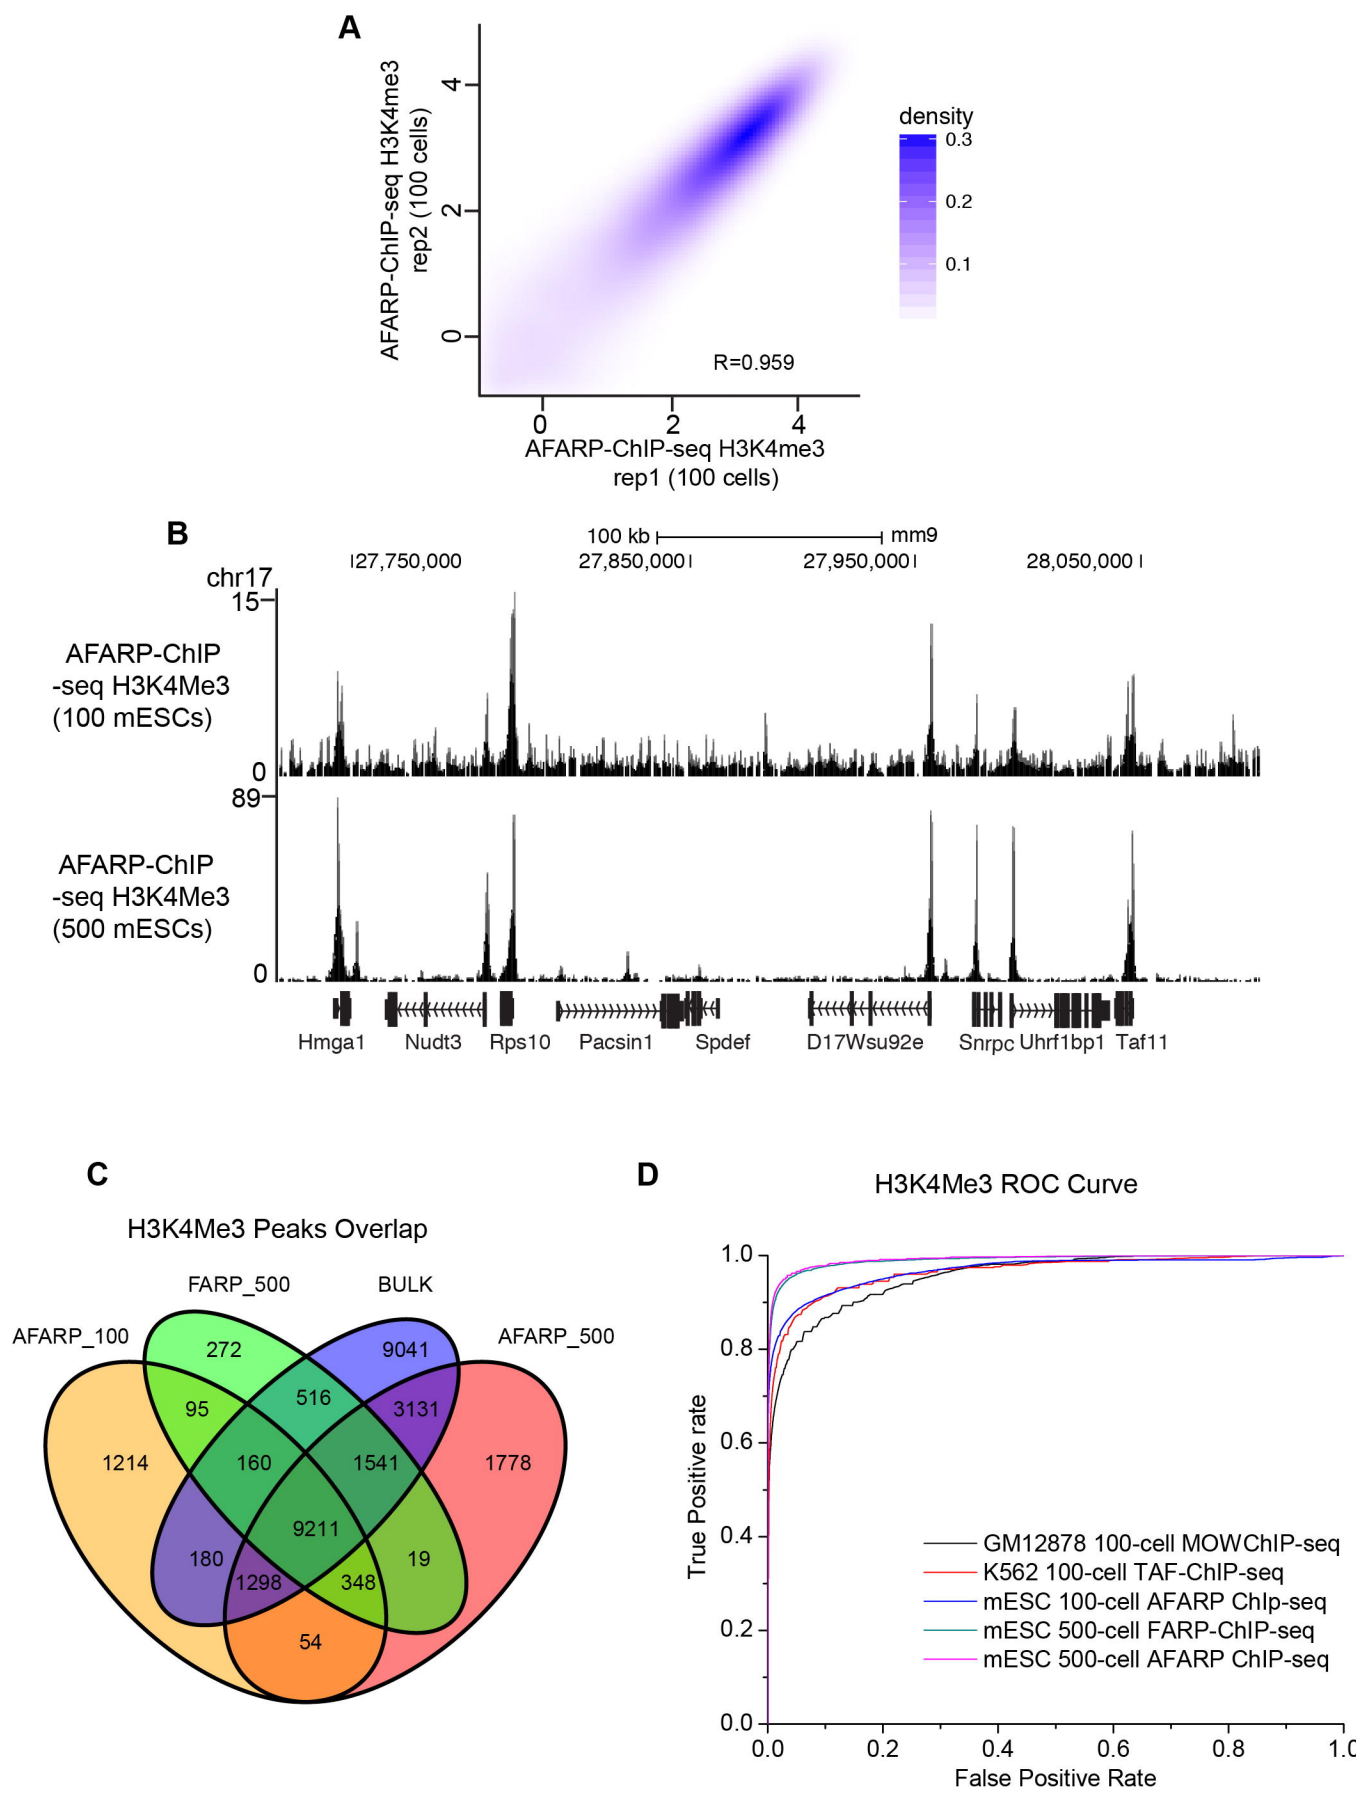 A
AFARP-ChIP-seq H3K4me3
rep2 (100 cells)
4
2
0
density
0.3
0.2
0.1
R=0.959
0 2 4
AFARP-ChIP-seq H3K4me3
rep1 (100 cells)
B
100 kb mm9
27,750,000 27,850,000 27,950,000 28,050,000
chr17
15
AFARP-ChIP
-seq H3K4Me3
(100 mESCs)
0
89
AFARP-ChIP
-seq H3K4Me3
(500 mESCs)
0
Hmga1 Nudt3 Rps10 Pacsin1 Spdef D17Wsu92e Snrpc Uhrf1bp1 Taf11
C
H3K4Me3 Peaks Overlap
FARP_500 BULK
AFARP_100 AFARP_500
272 9041
95 516 3131
1214 160 1541 1778
9211
180 1298 348 19
54
D
H3K4Me3 ROC Curve
True Positive rate
1.0
0.8
0.6
0.4
0.2
0.0
GM12878 100-cell MOWChIP-seq
K562 100-cell TAF-ChIP-seq
mESC 100-cell AFARP ChIp-seq
mESC 500-cell FARP-ChIP-seq
mESC 500-cell AFARP ChIP-seq
0.0 0.2 0.4 0.6 0.8 1.0
False Positive Rate